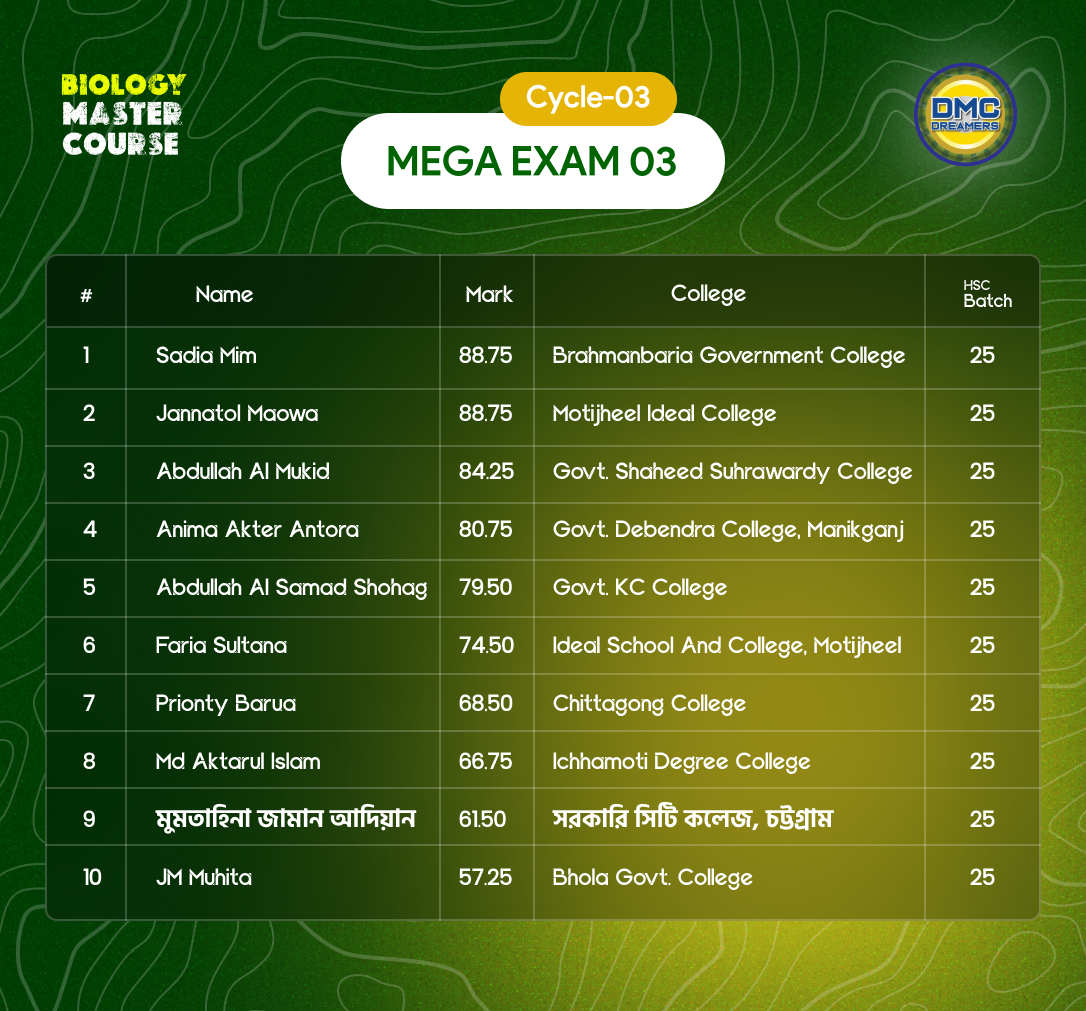 BIOLOGY
MASTER
COURSE
Cycle-03
MEGA EXAM 03
DMC
DREAMERS
# Name Mark College HSC Batch
1 Sadia Mim 88.75 Brahmanbaria Government College 25
2 Jannatol Maowa 88.75 Motijheel Ideal College 25
3 Abdullah Al Mukid 84.25 Govt. Shaheed Suhrawardy College 25
4 Anima Akter Antora 80.75 Govt. Debendra College, Manikganj 25
5 Abdullah Al Samad Shohag 79.50 Govt. KC College 25
6 Faria Sultana 74.50 Ideal School And College, Motijheel 25
7 Prionty Barua 68.50 Chittagong College 25
8 Md Aktarul Islam 66.75 Ichhamoti Degree College 25
9 মুমতাহিনা জামান আদিয়ান 61.50 সরকারি সিটি কলেজ, চট্টগ্রাম 25
10 JM Muhita 57.25 Bhola Govt. College 25